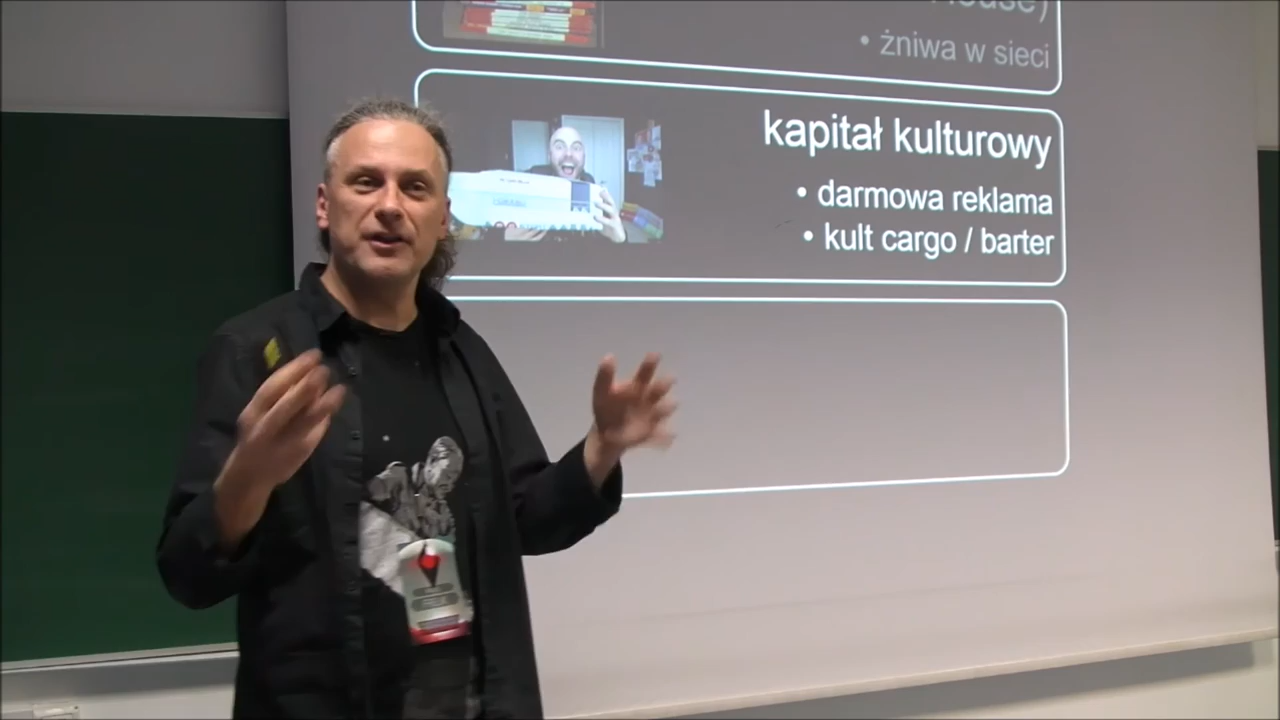 • żniwa w sieci
kapitał kulturowy
• darmowa reklama
• kult cargo / barter